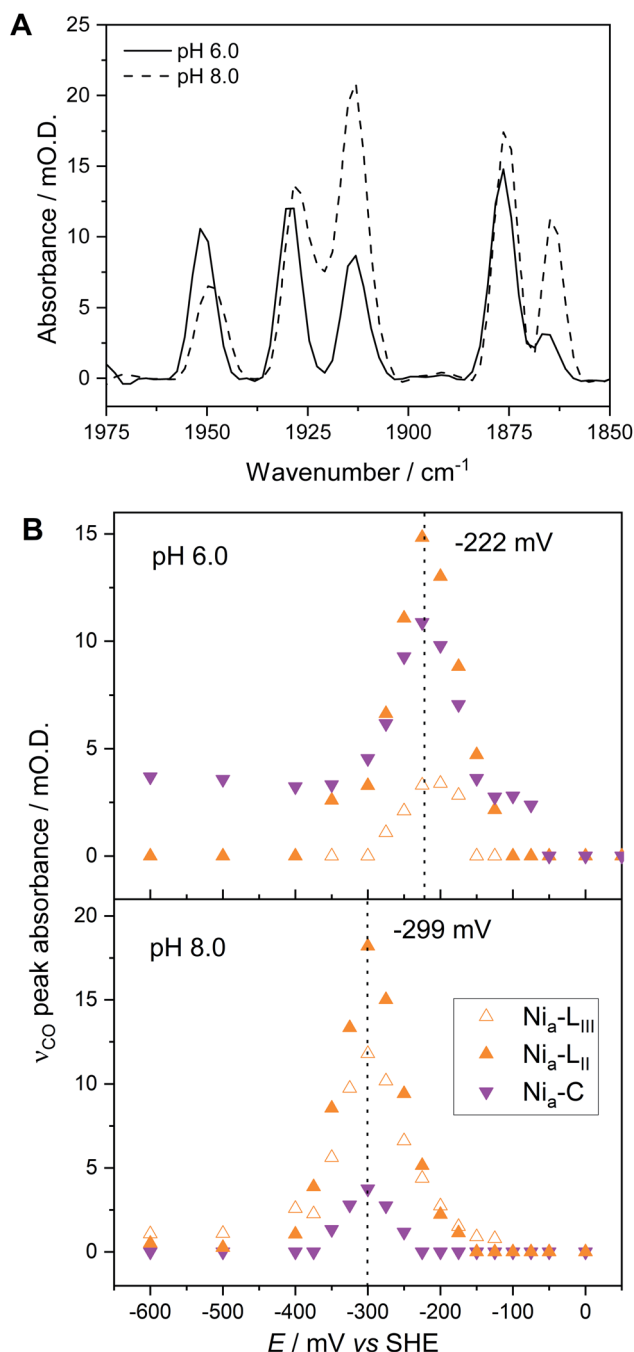 A
pH 6.0
pH 8.0
25
20
15
10
5
0
Absorbance / mO.D.
1975 1950 1925 1900 1875 1850
Wavenumber / cm⁻¹
B
15
10
5
0
pH 6.0
-222 mV
20
15
10
5
0
pH 8.0
-299 mV
Niₐ-L_III
Niₐ-L_II
Niₐ-C
ν_CO peak absorbance / mO.D.
-600 -500 -400 -300 -200 -100 0
E / mV vs SHE